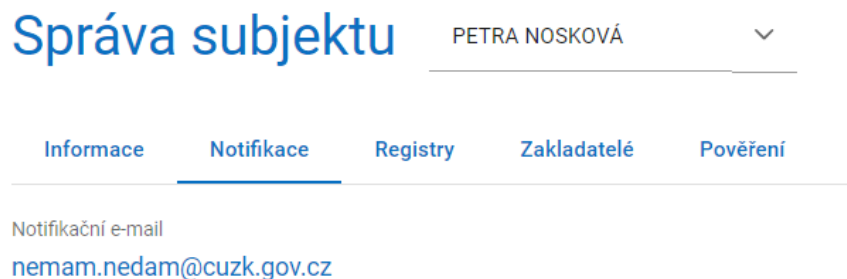 Správa subjektu PETRA NOSKOVÁ
Informace Notifikace Registry Zakladatelé Pověření
Notifikační e-mail
nemam.nedam@cuzk.gov.cz